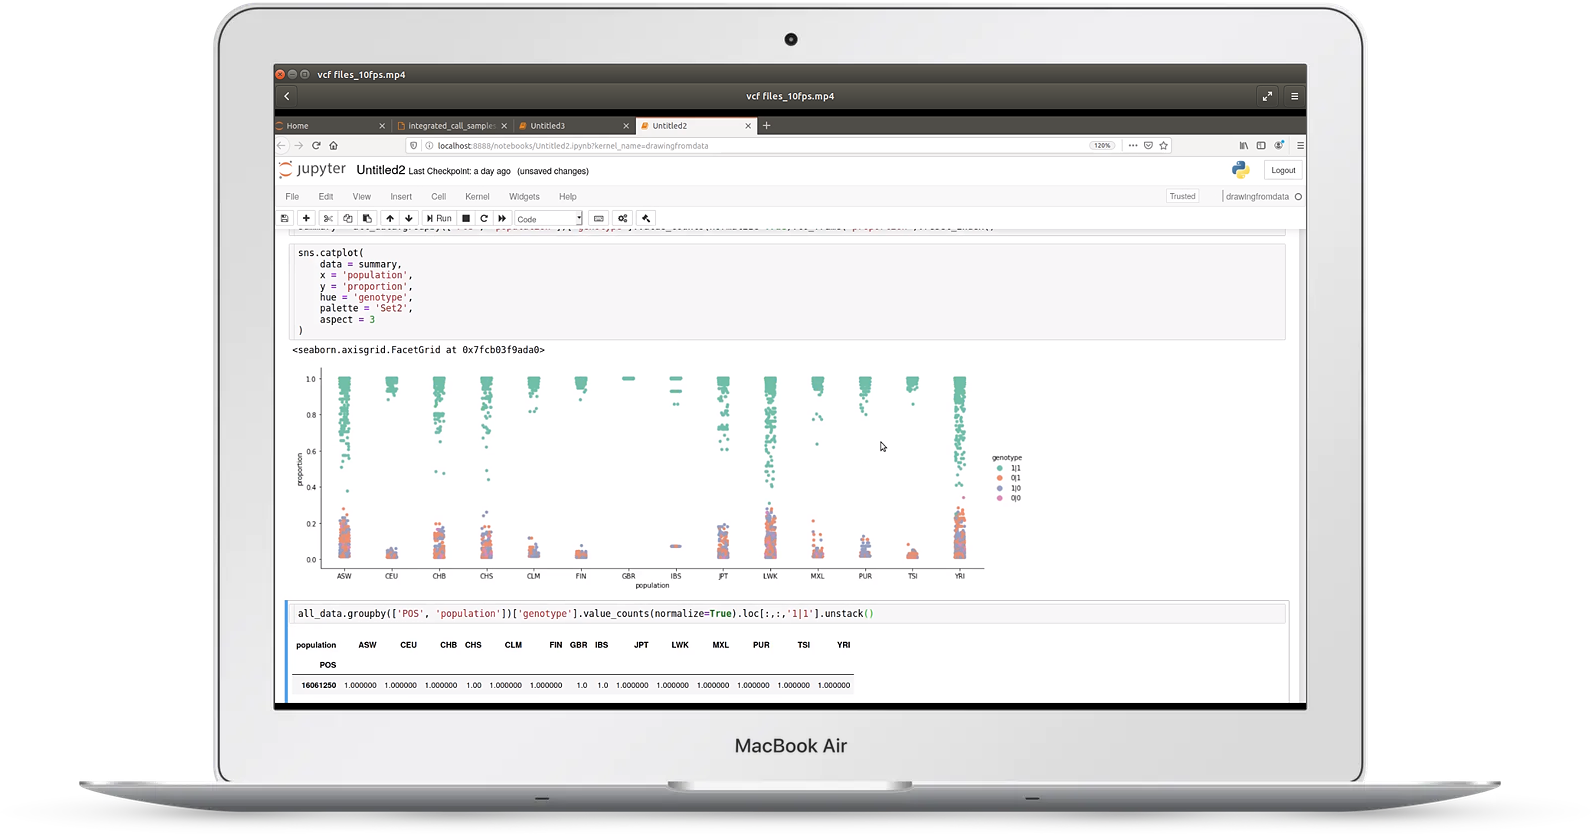 vcf files_10fps.mp4
vcf files_10fps.mp4
Home
integrated_call_samples
Untitled3
Untitled2
localhost:8888/notebooks/Untitled2.ipynb?kernel_name=drawingfromdata
120%
jupyter Untitled2 Last Checkpoint: a day ago (unsaved changes)
Logout
File Edit View Insert Cell Kernel Widgets Help
Trusted
drawingfromdata
Run
Code
sns.catplot(
data = summary,
x = 'population',
y = 'proportion',
hue = 'genotype',
palette = 'Set2',
aspect = 3
)
<seaborn.axisgrid.FacetGrid at 0x7fcb03f9ada0>
1.0
0.8
0.6
0.4
0.2
0.0
proportion
ASW CEU CHB CHS CLM FIN GBR IBS JPT LWK MXL PUR TSI YRI
population
genotype
1|1
0|1
1|0
0|0
all_data.groupby(['POS', 'population'])['genotype'].value_counts(normalize=True).loc[:,:,'1|1'].unstack()
population ASW CEU CHB CHS CLM FIN GBR IBS JPT LWK MXL PUR TSI YRI
POS
16061250 1.000000 1.000000 1.000000 1.00 1.000000 1.000000 1.0 1.0 1.000000 1.000000 1.000000 1.000000 1.000000 1.000000
MacBook Air